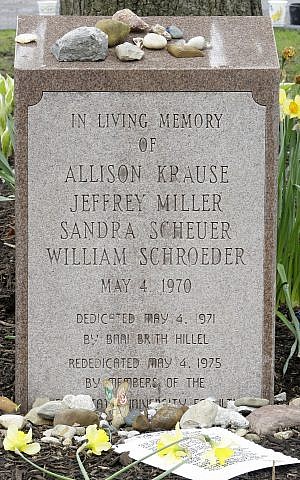 IN LIVING MEMORY
OF
ALLISON KRAUSE
JEFFREY MILLER
SANDRA SCHEUER
WILLIAM SCHROEDER
MAY 4, 1970
DEDICATED MAY 4, 1971
BY BNAI BRITH HILLEL
REDEDICATED MAY 4, 1975
BY MEMBERS OF THE
UNIVERSITY